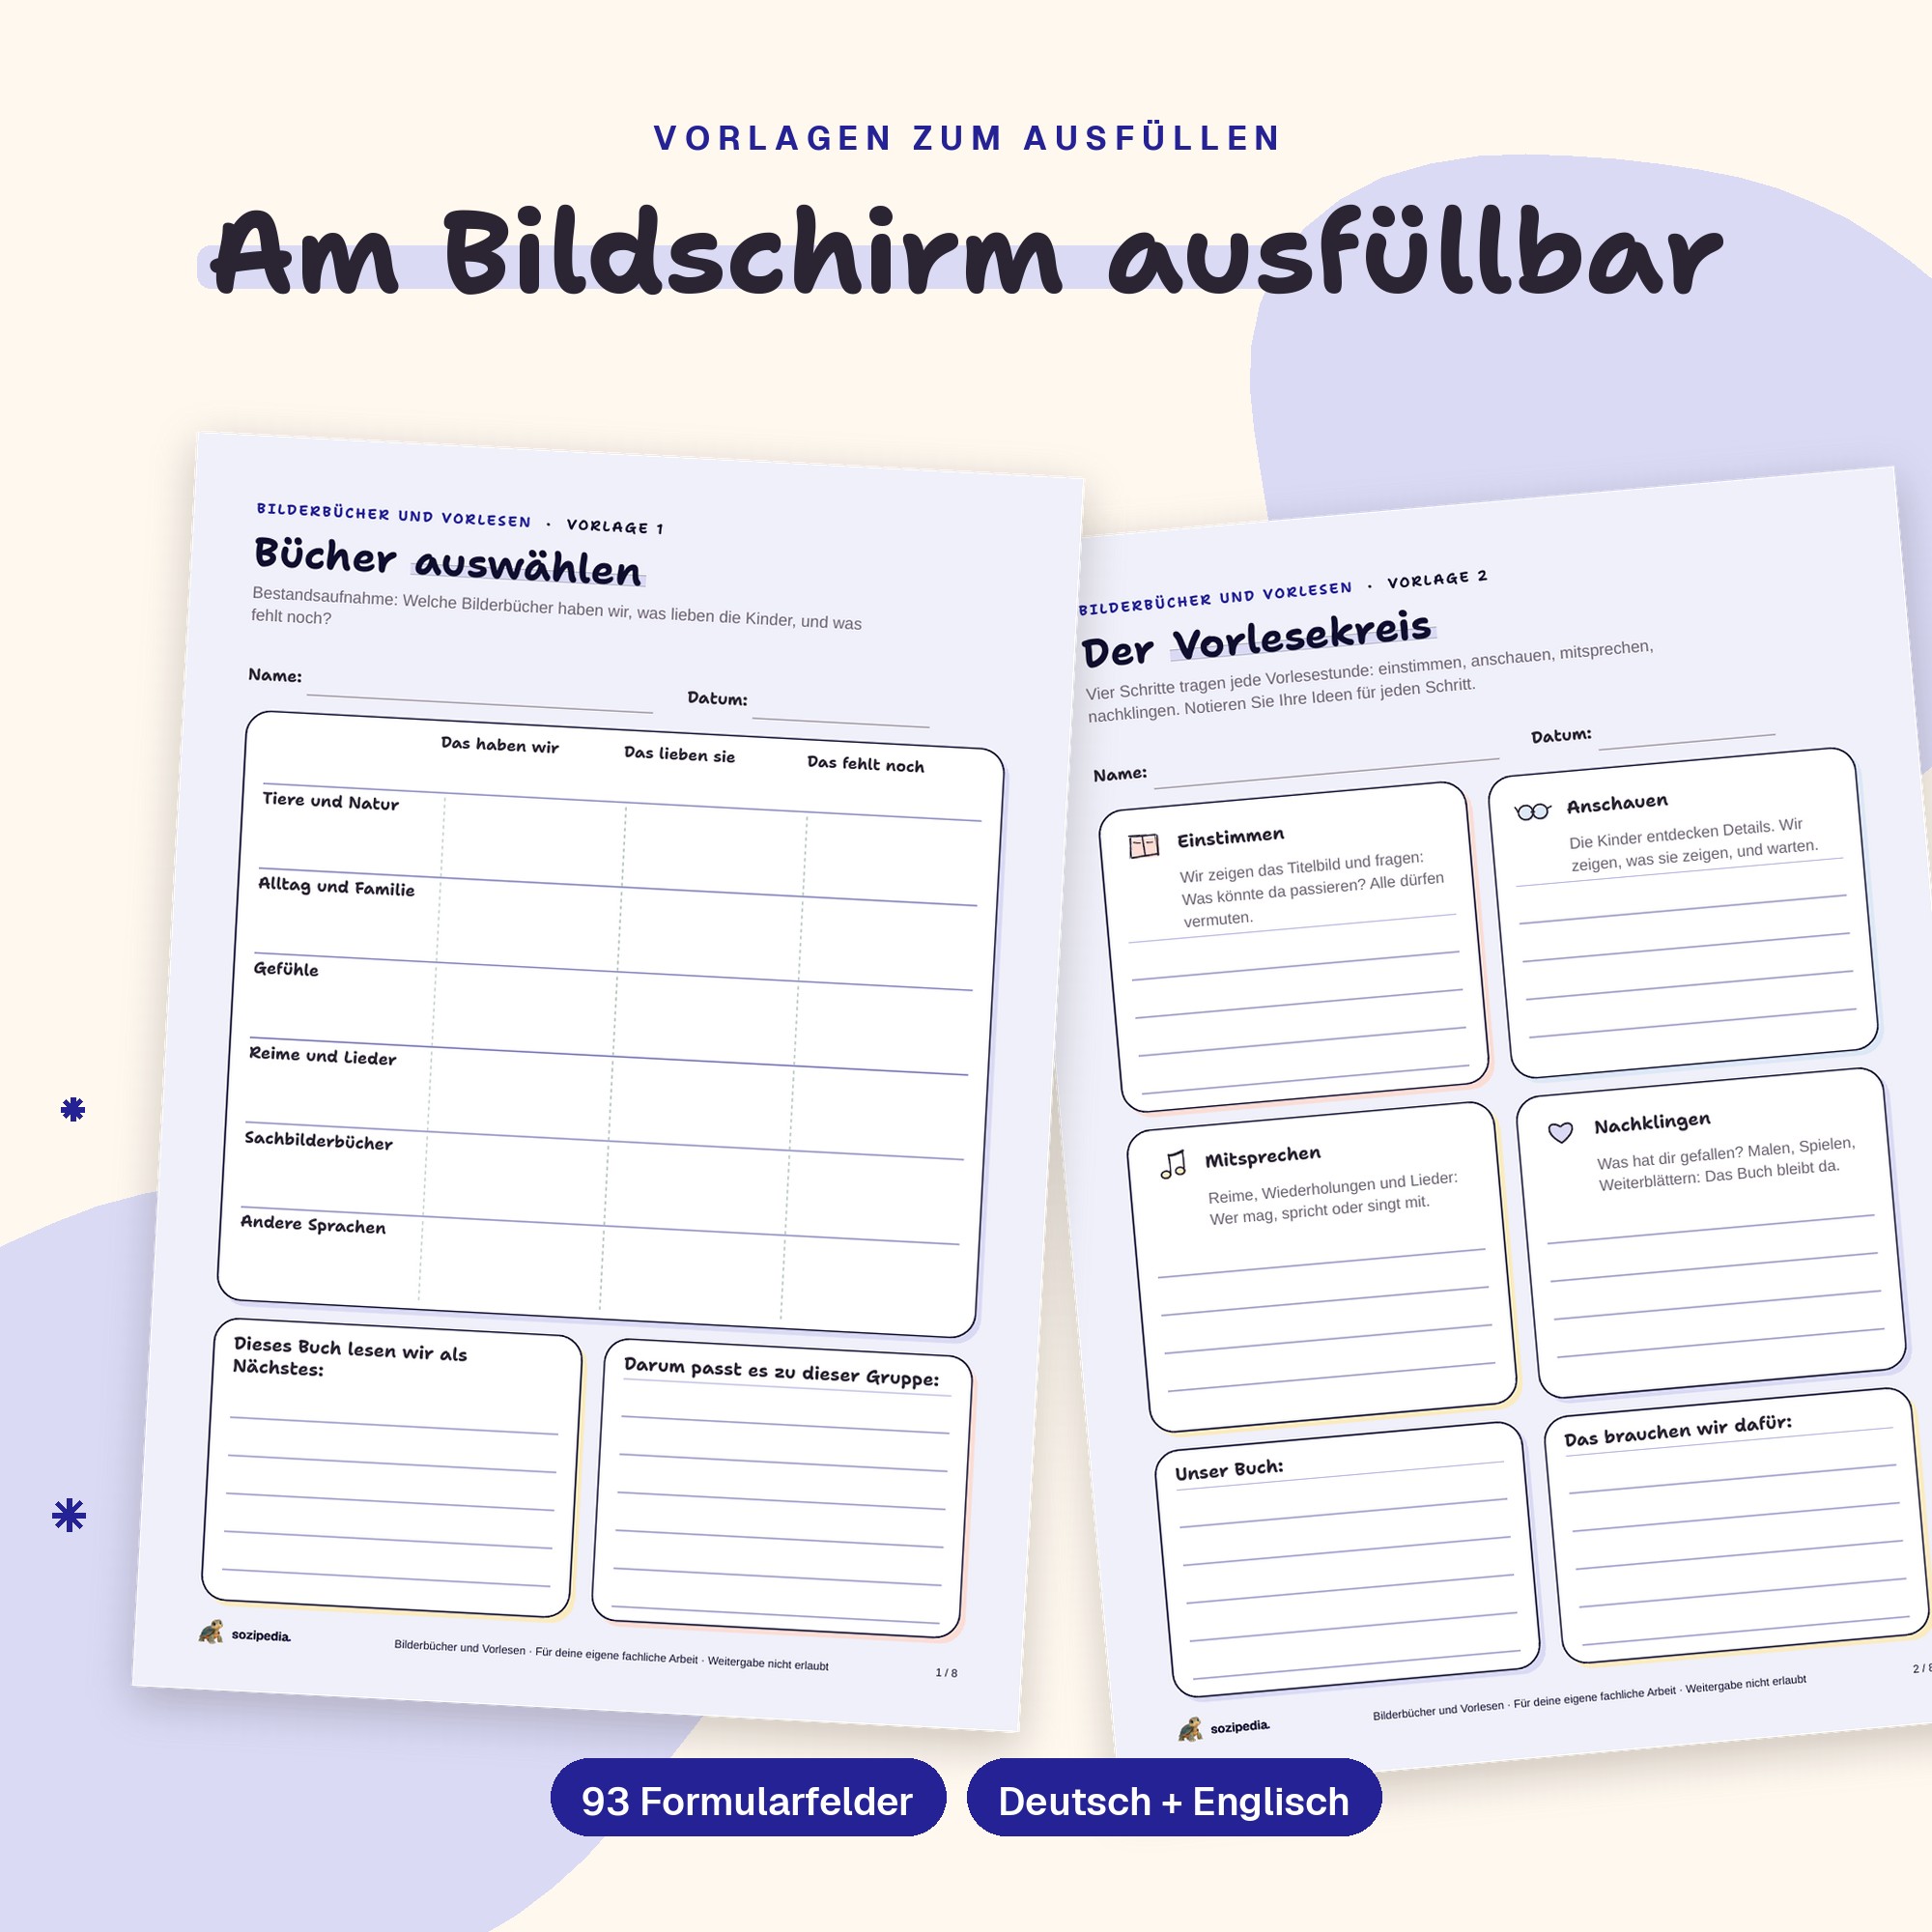 VORLAGEN ZUM AUSFÜLLEN
Am Bildschirm ausfüllbar
BILDERBÜCHER UND VORLESEN · VORLAGE 1
Bücher auswählen
Bestandsaufnahme: Welche Bilderbücher haben wir, was lieben die Kinder, und was
fehlt noch?
Name:
Datum:
Das haben wir
Das lieben sie
Das fehlt noch
Tiere und Natur
Alltag und Familie
Gefühle
Reime und Lieder
Sachbilderbücher
Andere Sprachen
Dieses Buch lesen wir als
Nächstes:
Darum passt es zu dieser Gruppe:
sozipedia.
Bilderbücher und Vorlesen · Für deine eigene fachliche Arbeit · Weitergabe nicht erlaubt
1 / 8
BILDERBÜCHER UND VORLESEN · VORLAGE 2
Der Vorlesekreis
Vier Schritte tragen jede Vorlesestunde: einstimmen, anschauen, mitsprechen,
nachklingen. Notieren Sie Ihre Ideen für jeden Schritt.
Name:
Datum:
Einstimmen
Wir zeigen das Titelbild und fragen:
Was könnte da passieren? Alle dürfen
vermuten.
Anschauen
Die Kinder entdecken Details. Wir
zeigen, was sie zeigen, und warten.
Mitsprechen
Reime, Wiederholungen und Lieder:
Wer mag, spricht oder singt mit.
Nachklingen
Was hat dir gefallen? Malen, Spielen,
Weiterblättern: Das Buch bleibt da.
Unser Buch:
Das brauchen wir dafür:
sozipedia.
Bilderbücher und Vorlesen · Für deine eigene fachliche Arbeit · Weitergabe nicht erlaubt
2 / 8
93 Formularfelder
Deutsch + Englisch